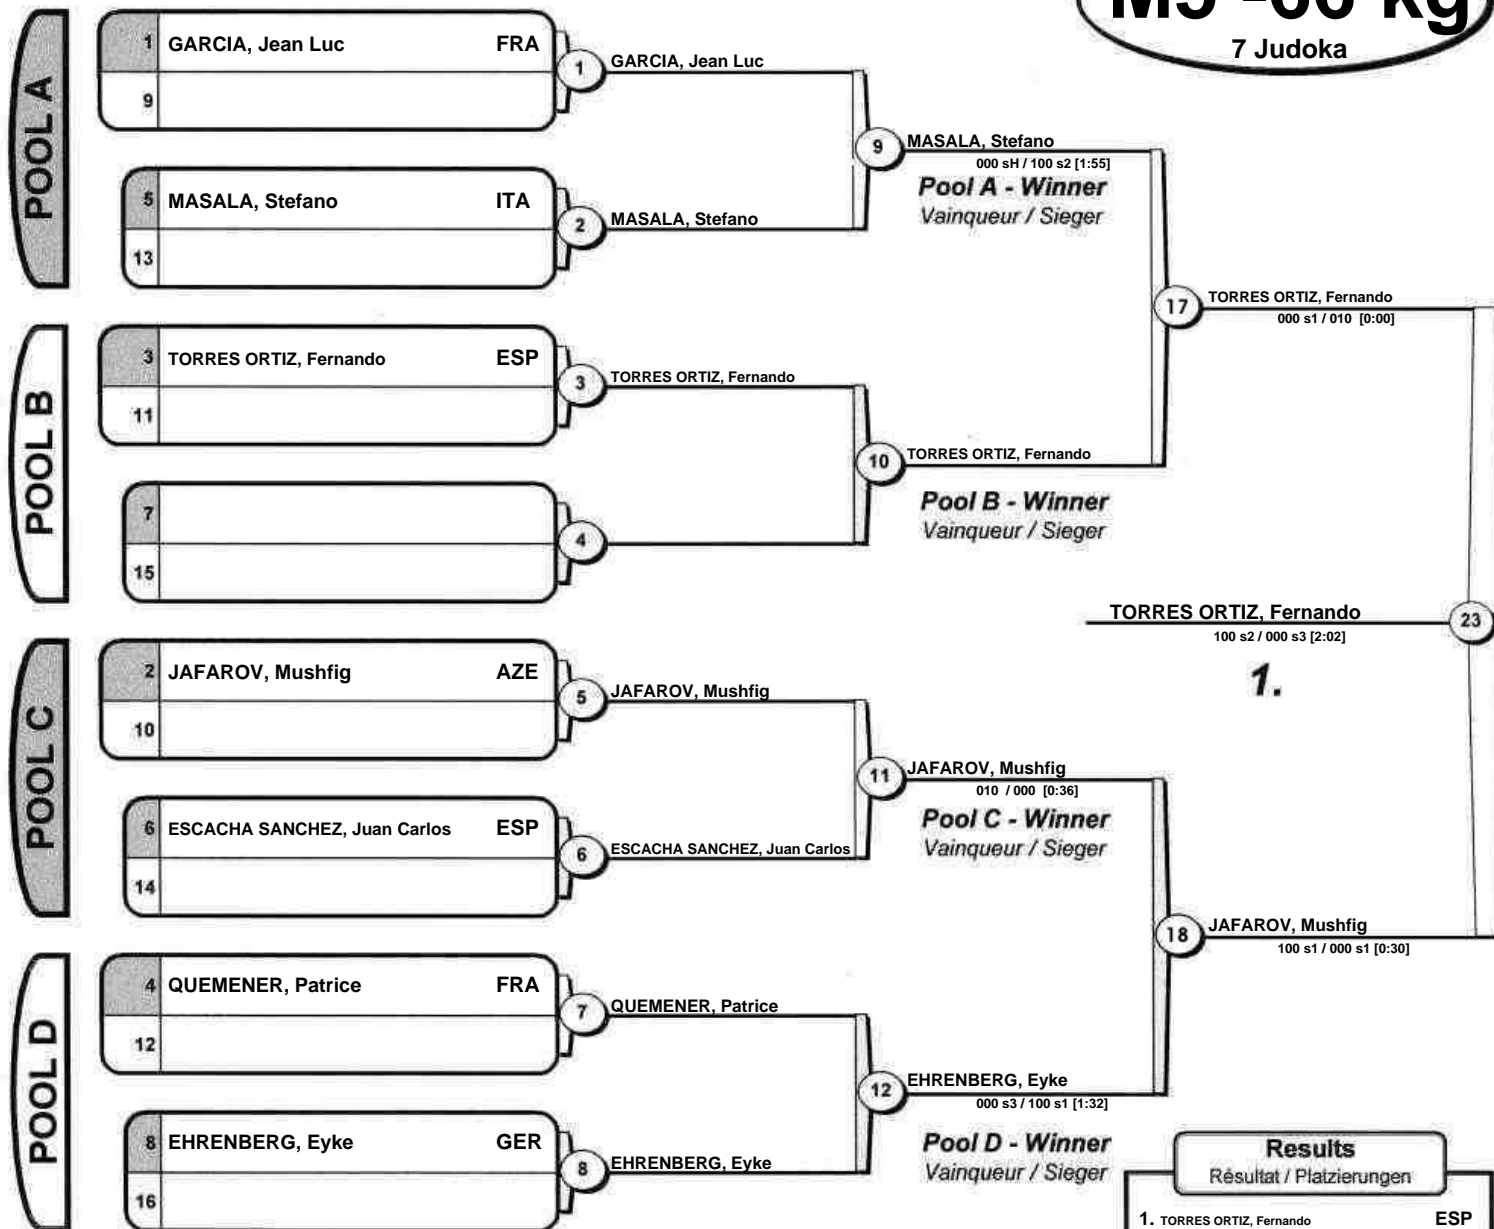 M5 -66 kg
7 Judoka
POOL A
1 GARCIA, Jean Luc FRA
9
1 GARCIA, Jean Luc
5 MASALA, Stefano ITA
13
2 MASALA, Stefano
9 MASALA, Stefano
000 sH / 100 s2 [1:55]
Pool A - Winner
Vainqueur / Sieger
POOL B
3 TORRES ORTIZ, Fernando ESP
11
3 TORRES ORTIZ, Fernando
7
15
4
10 TORRES ORTIZ, Fernando
Pool B - Winner
Vainqueur / Sieger
17 TORRES ORTIZ, Fernando
000 s1 / 010 [0:00]
TORRES ORTIZ, Fernando 23
100 s2 / 000 s3 [2:02]
1.
POOL C
2 JAFAROV, Mushfig AZE
10
5 JAFAROV, Mushfig
6 ESCACHA SANCHEZ, Juan Carlos ESP
14
6 ESCACHA SANCHEZ, Juan Carlos
11 JAFAROV, Mushfig
010 / 000 [0:36]
Pool C - Winner
Vainqueur / Sieger
18 JAFAROV, Mushfig
100 s1 / 000 s1 [0:30]
POOL D
4 QUEMENER, Patrice FRA
12
7 QUEMENER, Patrice
8 EHRENBERG, Eyke GER
16
8 EHRENBERG, Eyke
12 EHRENBERG, Eyke
000 s3 / 100 s1 [1:32]
Pool D - Winner
Vainqueur / Sieger
Results
Résultat / Platzierungen
1. TORRES ORTIZ, Fernando ESP